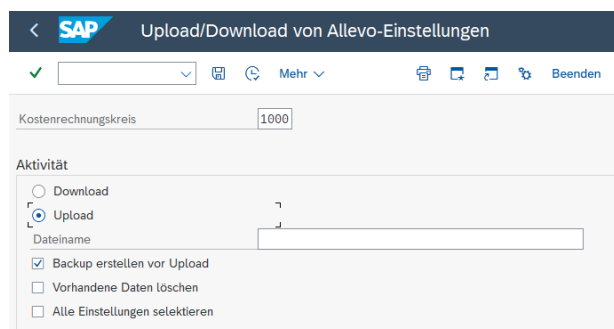 SAP Upload/Download von Allevo-Einstellungen
Mehr Beenden
Kostenrechnungskreis 1000
Aktivität
Download
Upload
Dateiname
Backup erstellen vor Upload
Vorhandene Daten löschen
Alle Einstellungen selektieren